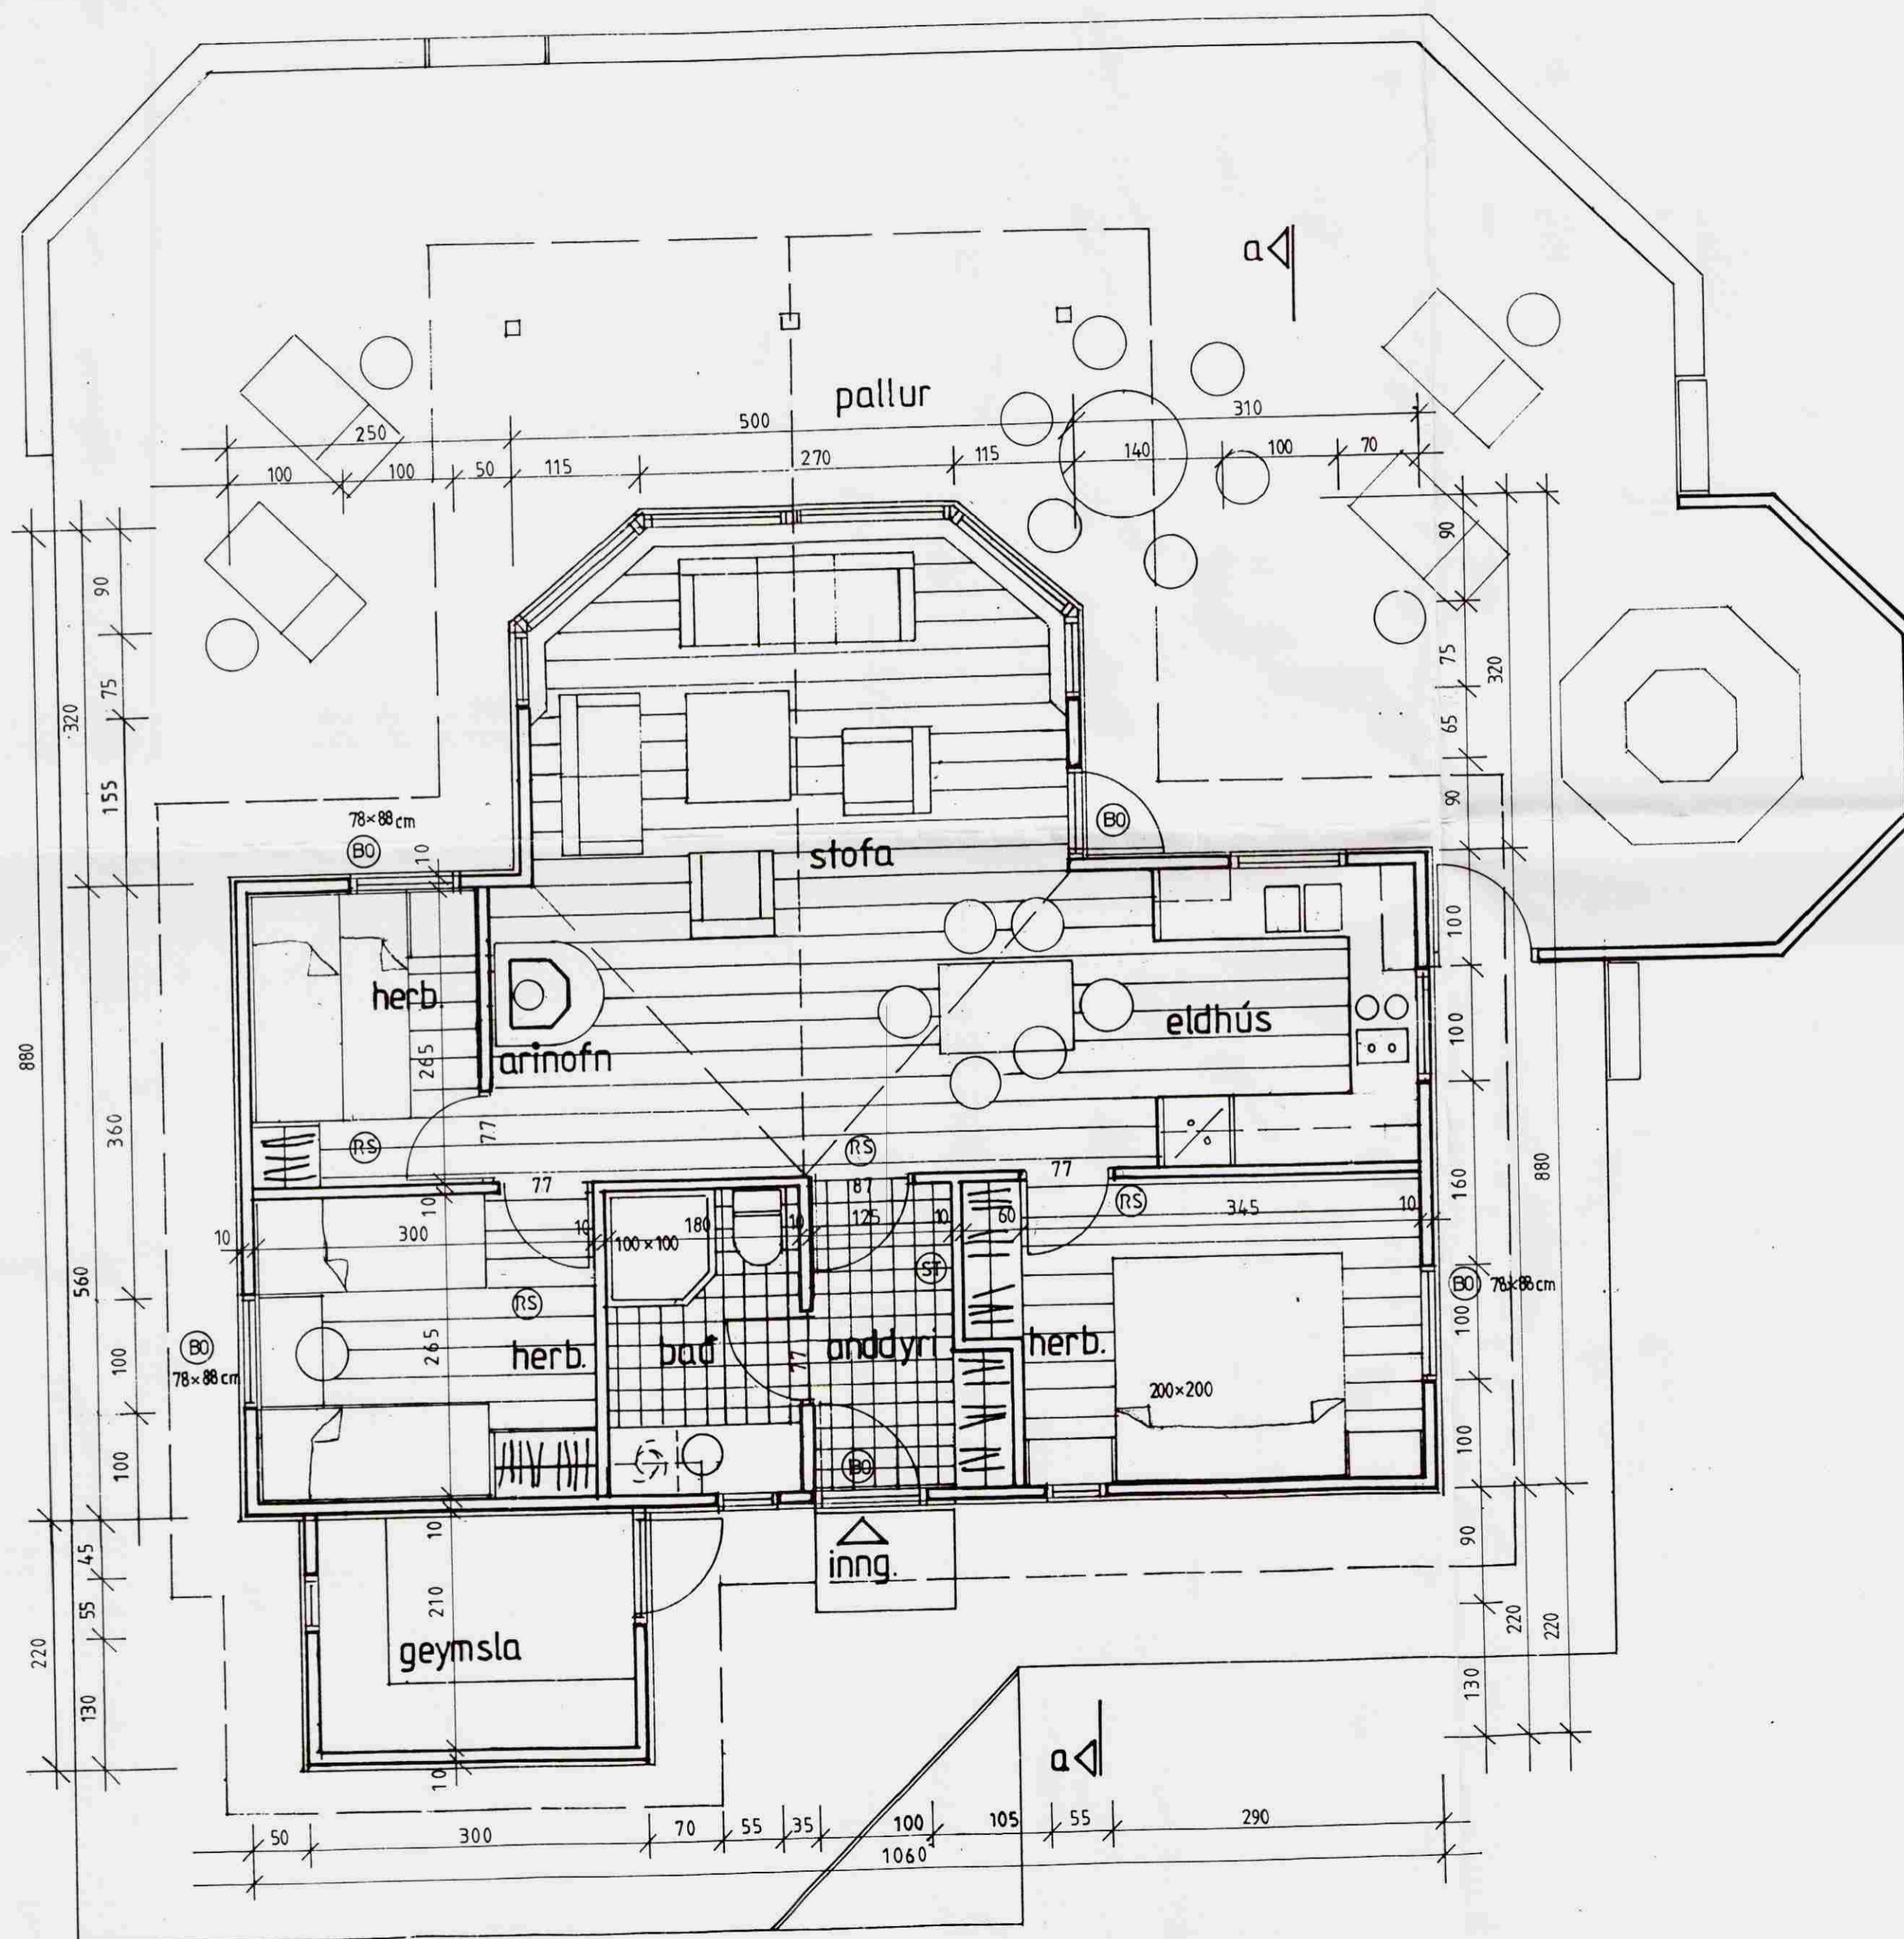 a
pallur
250
500
310
100
100
50
115
270
115
140
100
70
90
75
155
320
880
360
560
100
100
45
55
130
220
90
75
65
90
320
100
100
160
880
100
100
90
130
220
220
78×88 cm
BO
10
stofa
BO
herb.
265
arinofn
eldhús
RS
77
RS
10
77
87
77
RS
10
300
10
180
10
125
10
60
345
10
100×100
ST
BO
78×88 cm
RS
265
herb.
bað
77
anddyri
herb.
200×200
BO
78×88 cm
BO
inng.
10
210
geymsla
10
a
50
300
70
55
35
100
105
55
290
1060